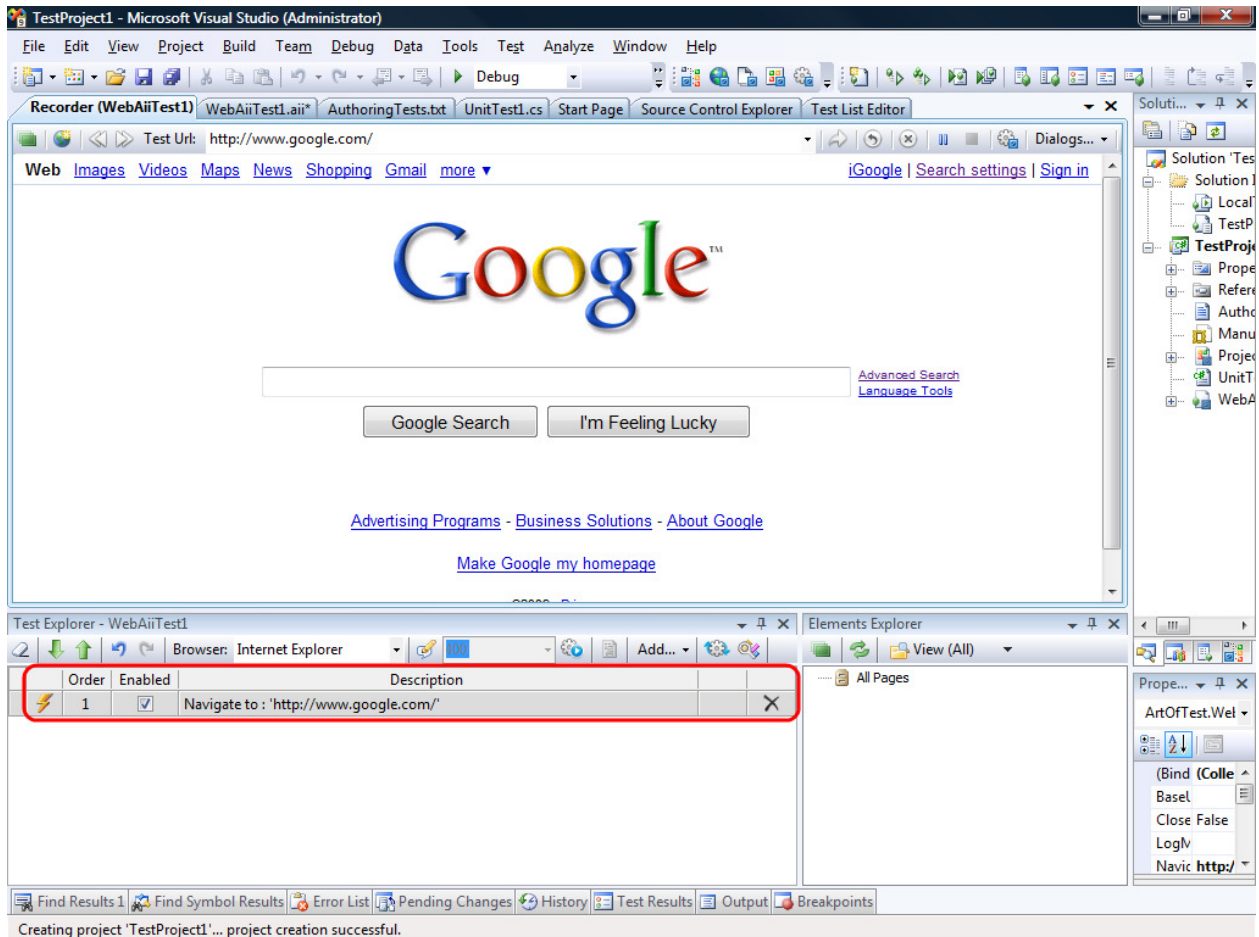 TestProject1 - Microsoft Visual Studio (Administrator)
File Edit View Project Build Team Debug Data Tools Test Analyze Window Help
Debug
Recorder (WebAiiTest1) WebAiiTest1.aii* AuthoringTests.txt UnitTest1.cs Start Page Source Control Explorer Test List Editor
Test Url: http://www.google.com/ Dialogs...
Web Images Videos Maps News Shopping Gmail more ▼ iGoogle | Search settings | Sign in
Google™
Advanced Search
Language Tools
Google Search I'm Feeling Lucky
Advertising Programs - Business Solutions - About Google
Make Google my homepage
Test Explorer - WebAiiTest1
Browser: Internet Explorer 100 Add...
Order Enabled Description
1 Navigate to : 'http://www.google.com/'
Elements Explorer
View (All)
All Pages
Soluti...
Solution 'Tes
Solution I
Local
TestP
TestProje
Prope
Refere
Autho
Manu
Projec
UnitT
WebA
Prope...
ArtOfTest.Wel
(Bind (Colle
BaseU
Close False
LogM
Navic http:/
Find Results 1 Find Symbol Results Error List Pending Changes History Test Results Output Breakpoints
Creating project 'TestProject1'... project creation successful.